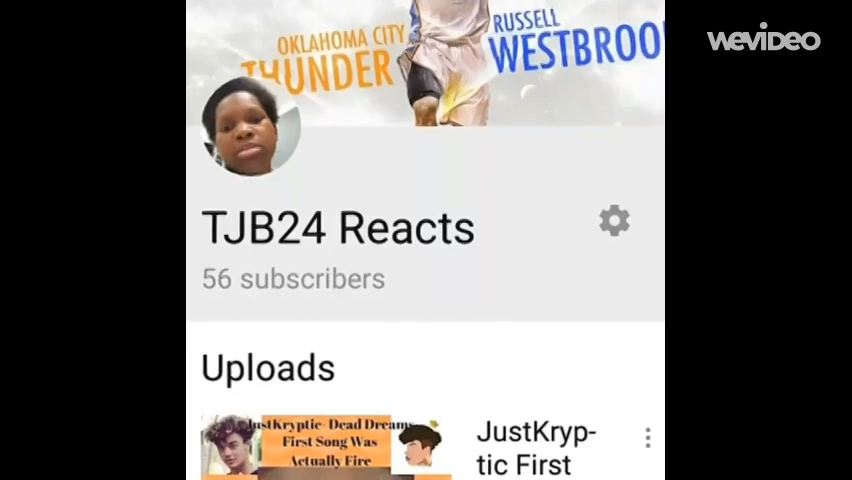 OKLAHOMA CITY
THUNDER
RUSSELL
WESTBROO
WEVIDEO
TJB24 Reacts
56 subscribers
Uploads
JustKryptic- Dead Dreams
First Song Was
Actually Fire
JustKryp-
tic First